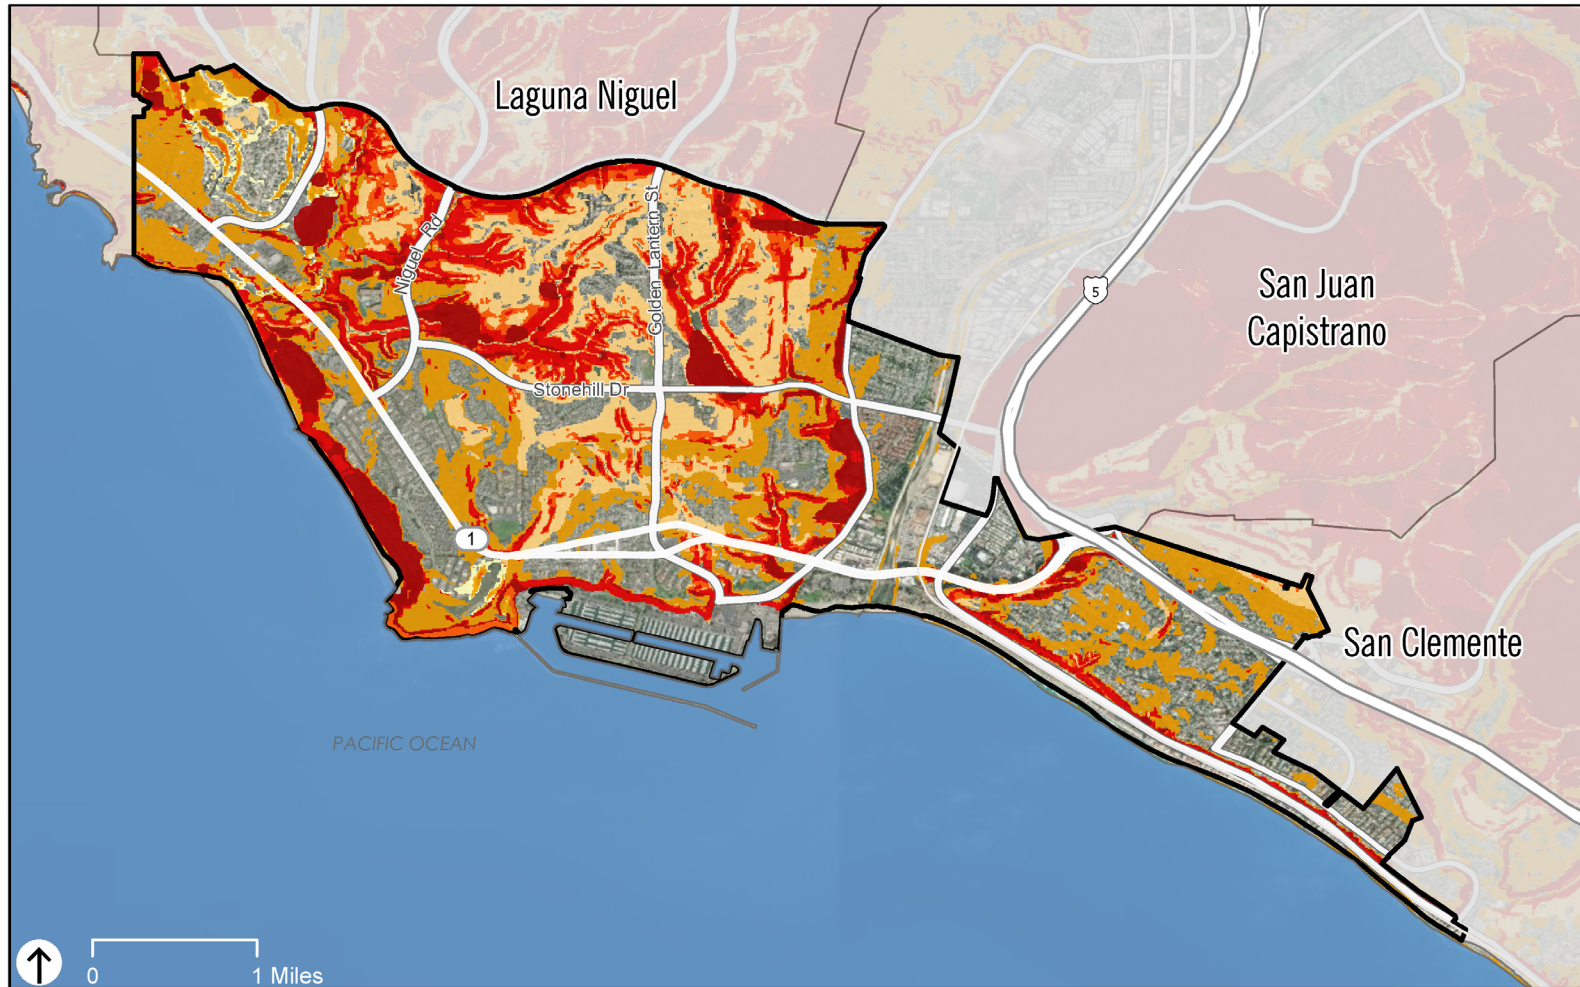 Laguna Niguel
Niguel Rd
Golden Lantern St
5
San Juan
Capistrano
Stonehill Dr
1
San Clemente
PACIFIC OCEAN
0
1 Miles